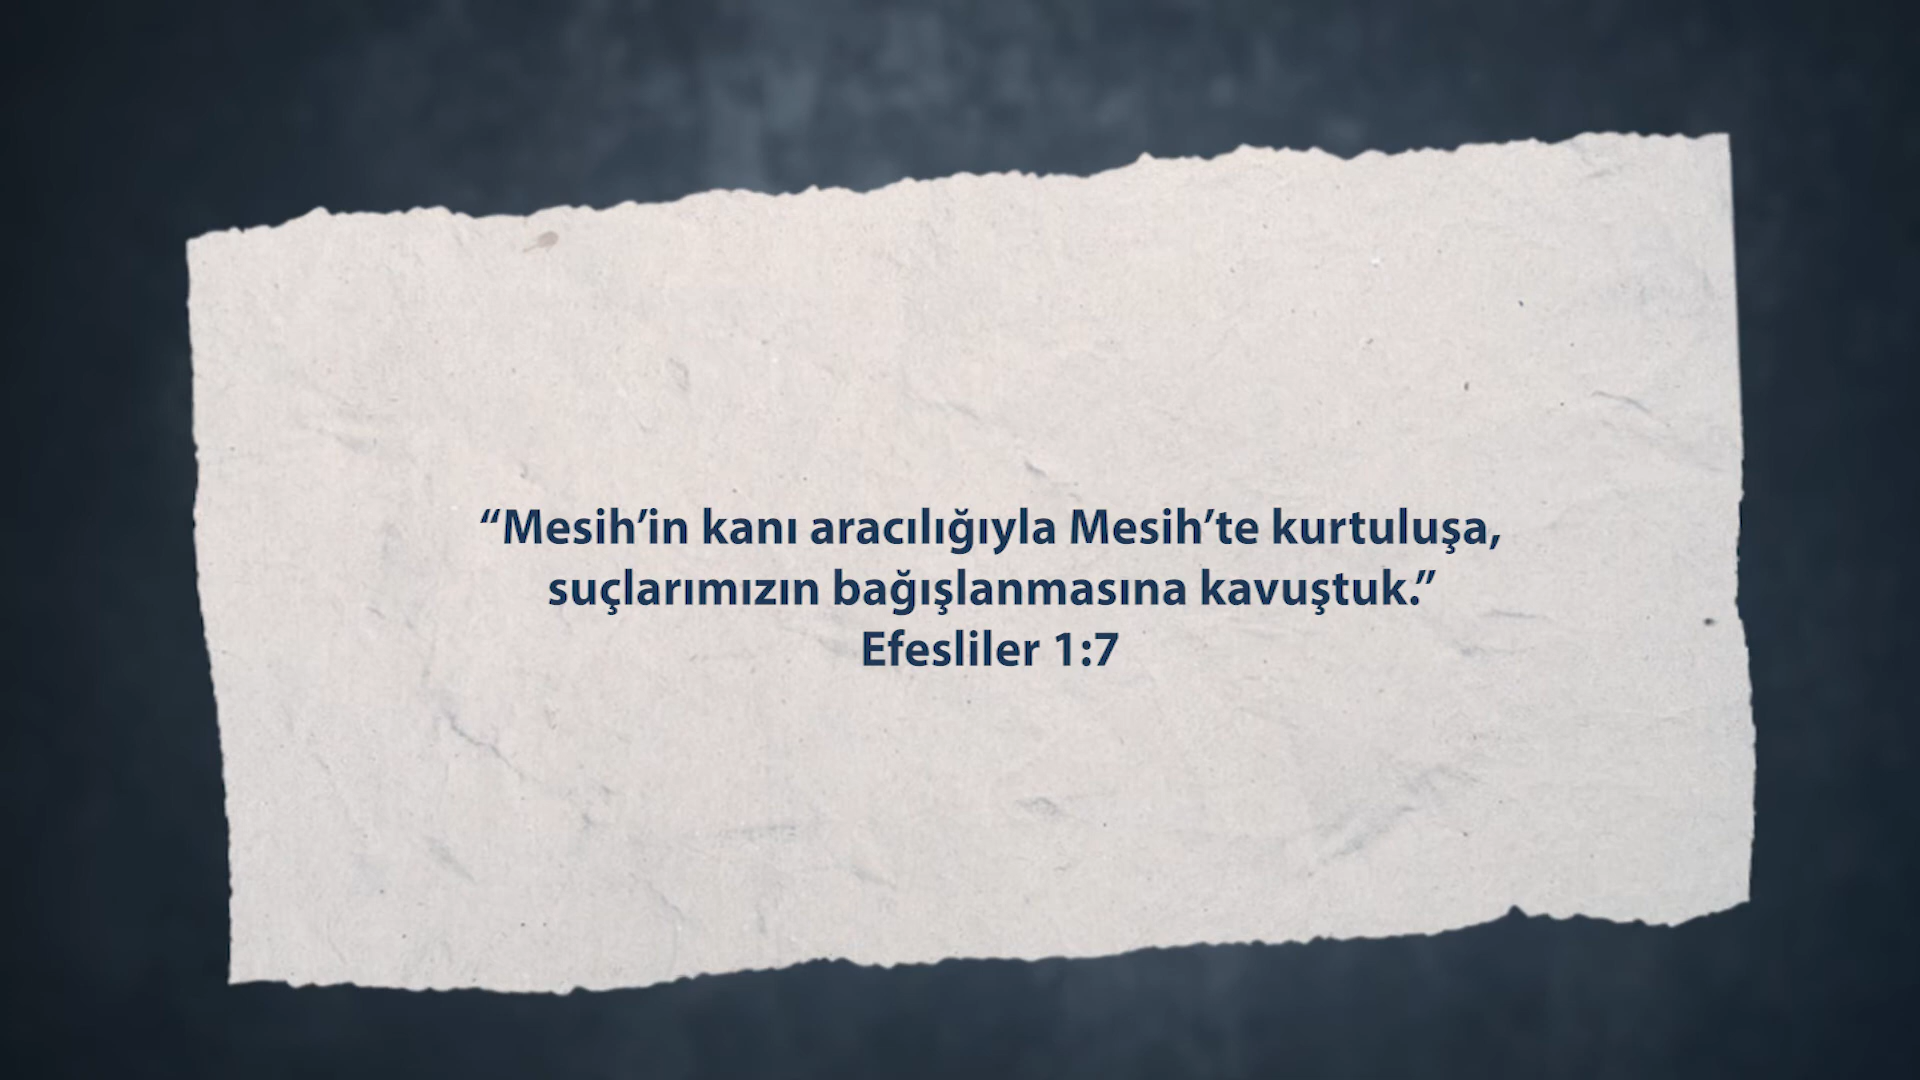 “Mesih’in kanı aracılığıyla Mesih’te kurtuluşa,
suçlarımızın bağışlanmasına kavuştuk.”
Efesliler 1:7